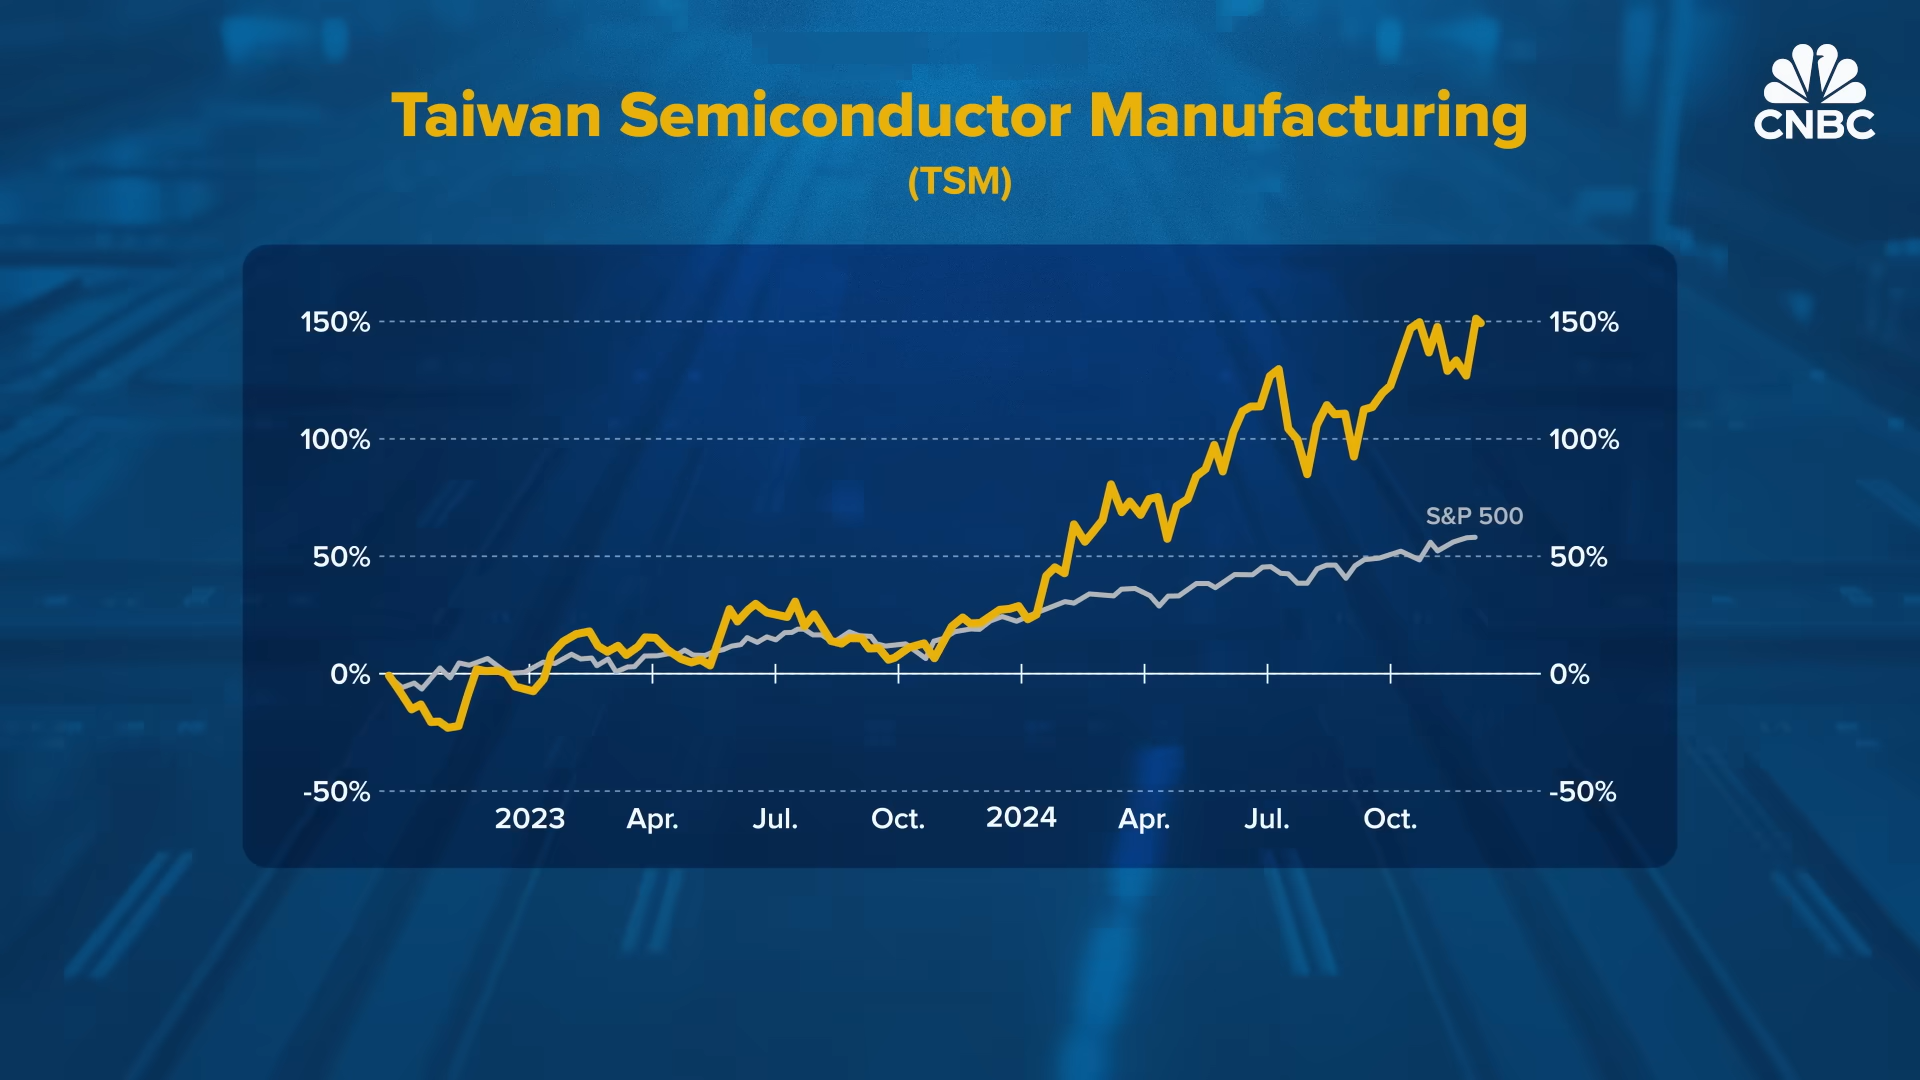 CNBC
Taiwan Semiconductor Manufacturing
(TSM)
150% 150%
100% 100%
S&P 500
50% 50%
0% 0%
-50% -50%
2023 Apr. Jul. Oct. 2024 Apr. Jul. Oct.